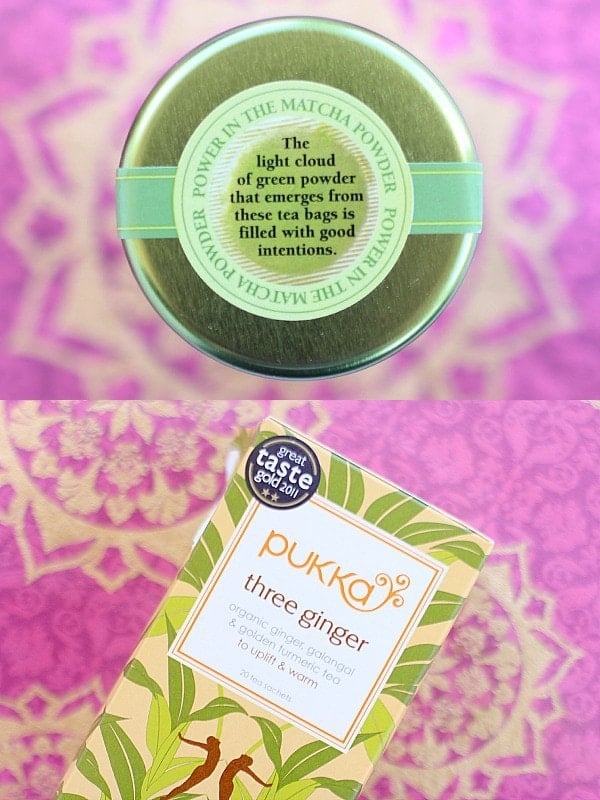 POWER IN THE MATCHA POWDER
The
light cloud
of green powder
that emerges from
these tea bags is
filled with good
intentions.
POWER IN THE MATCHA POWDER
great
taste
gold 2011
pukka
three ginger
organic ginger, galangal
& golden turmeric tea
to uplift & warm
20 tea sachets